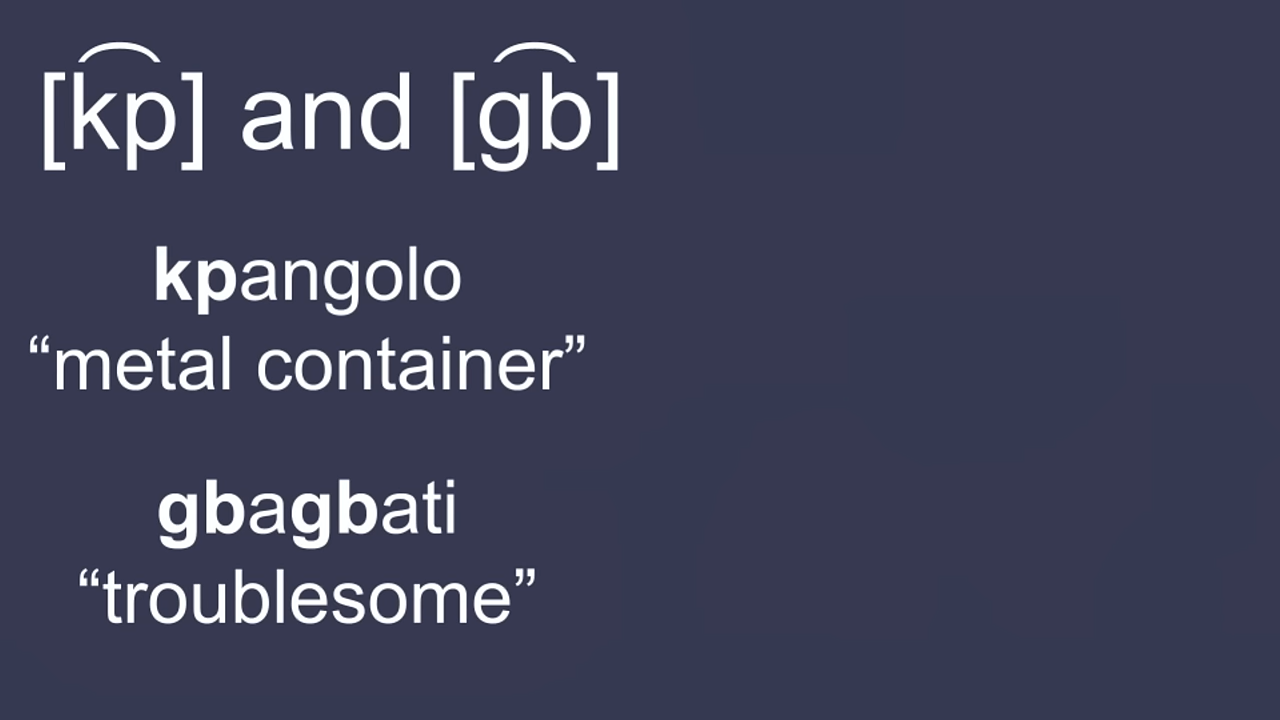 [k͡p] and [g͡b]
kpangolo
“metal container”
gbagbati
“troublesome”